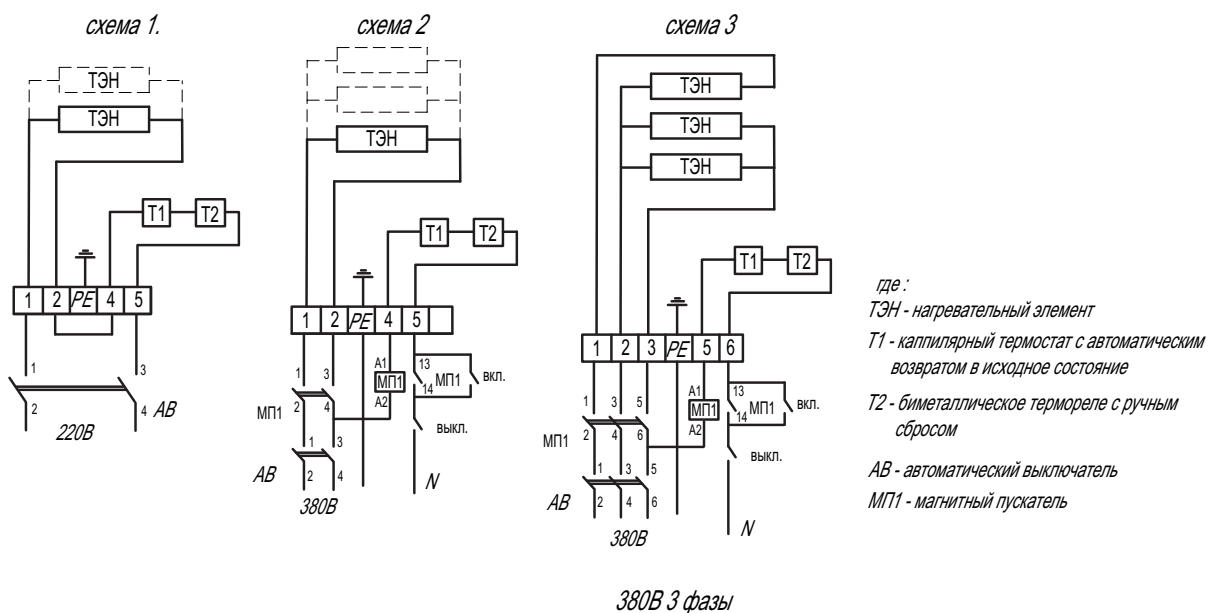 схема 1.
ТЭН
ТЭН
Т1 Т2
1 2 PE 4 5
1 3
2 4 АВ
220В
схема 2
ТЭН
Т1 Т2
1 2 PE 4 5
1 3 А1 13
МП1 МП1 вкл.
2 4 А2 14
МП1
1 3 выкл.
АВ 2 4 N
380В
схема 3
ТЭН
ТЭН
ТЭН
Т1 Т2
1 2 3 PE 5 6
1 3 5 А1 13
МП1 МП1 вкл.
2 4 6 А2 14
МП1
1 3 5 выкл.
АВ 2 4 6 N
380В
380В 3 фазы
где :
ТЭН - нагревательный элемент
Т1 - каппилярный термостат с автоматическим
возвратом в исходное состояние
Т2 - биметаллическое термореле с ручным
сбросом
АВ - автоматический выключатель
МП1 - магнитный пускатель